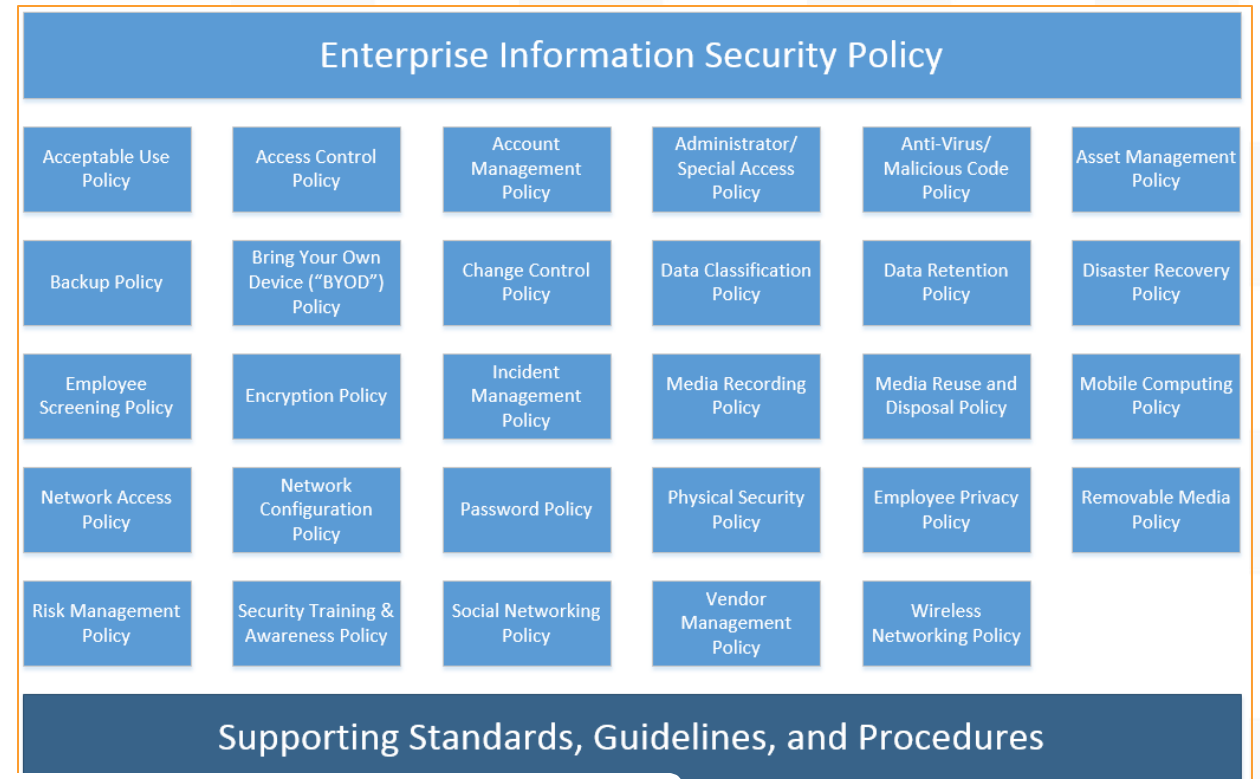 Enterprise Information Security Policy
Acceptable Use
Policy
Access Control
Policy
Account
Management
Policy
Administrator/
Special Access
Policy
Anti-Virus/
Malicious Code
Policy
Asset Management
Policy
Backup Policy
Bring Your Own
Device (“BYOD”)
Policy
Change Control
Policy
Data Classification
Policy
Data Retention
Policy
Disaster Recovery
Policy
Employee
Screening Policy
Encryption Policy
Incident
Management
Policy
Media Recording
Policy
Media Reuse and
Disposal Policy
Mobile Computing
Policy
Network Access
Policy
Network
Configuration
Policy
Password Policy
Physical Security
Policy
Employee Privacy
Policy
Removable Media
Policy
Risk Management
Policy
Security Training &
Awareness Policy
Social Networking
Policy
Vendor
Management
Policy
Wireless
Networking Policy
Supporting Standards, Guidelines, and Procedures